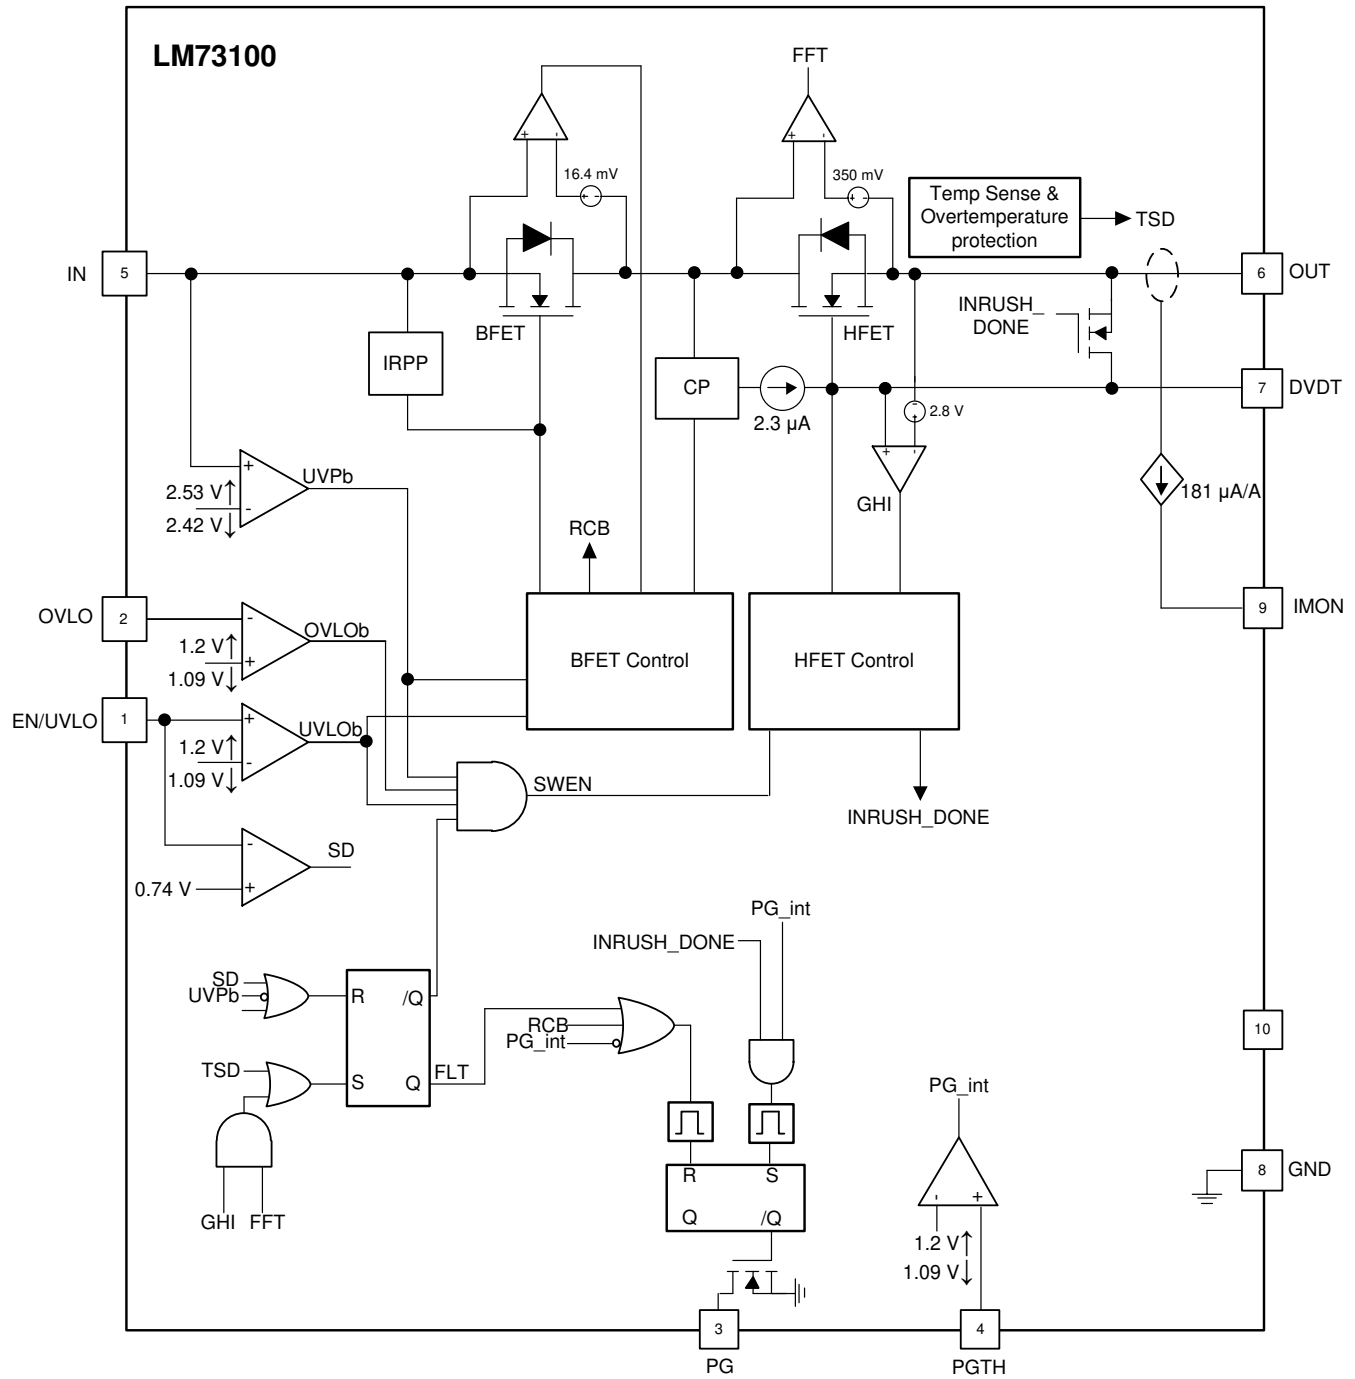 LM73100
FFT
+
-
16.4 mV
+ -
+
-
350 mV
+ -
Temp Sense &
Overtemperature
protection
TSD
IN
5
6
OUT
BFET
HFET
INRUSH_
DONE
IRPP
CP
2.3 µA
7
DVDT
2.8 V
+
-
+
-
GHI
UVPb
+
2.53 V↑
-
2.42 V↓
181 µA/A
RCB
OVLO
2
-
OVLOb
1.2 V↑
+
1.09 V↓
BFET Control
HFET Control
9
IMON
EN/UVLO
1
+
UVLOb
1.2 V↑
-
1.09 V↓
SWEN
INRUSH_DONE
-
SD
0.74 V
+
PG_int
INRUSH_DONE
SD
UVPb
R
/Q
RCB
PG_int
10
TSD
S
Q
FLT
GHI
FFT
PG_int
R
S
Q
/Q
-
+
8
GND
1.2 V↑
1.09 V↓
3
PG
4
PGTH